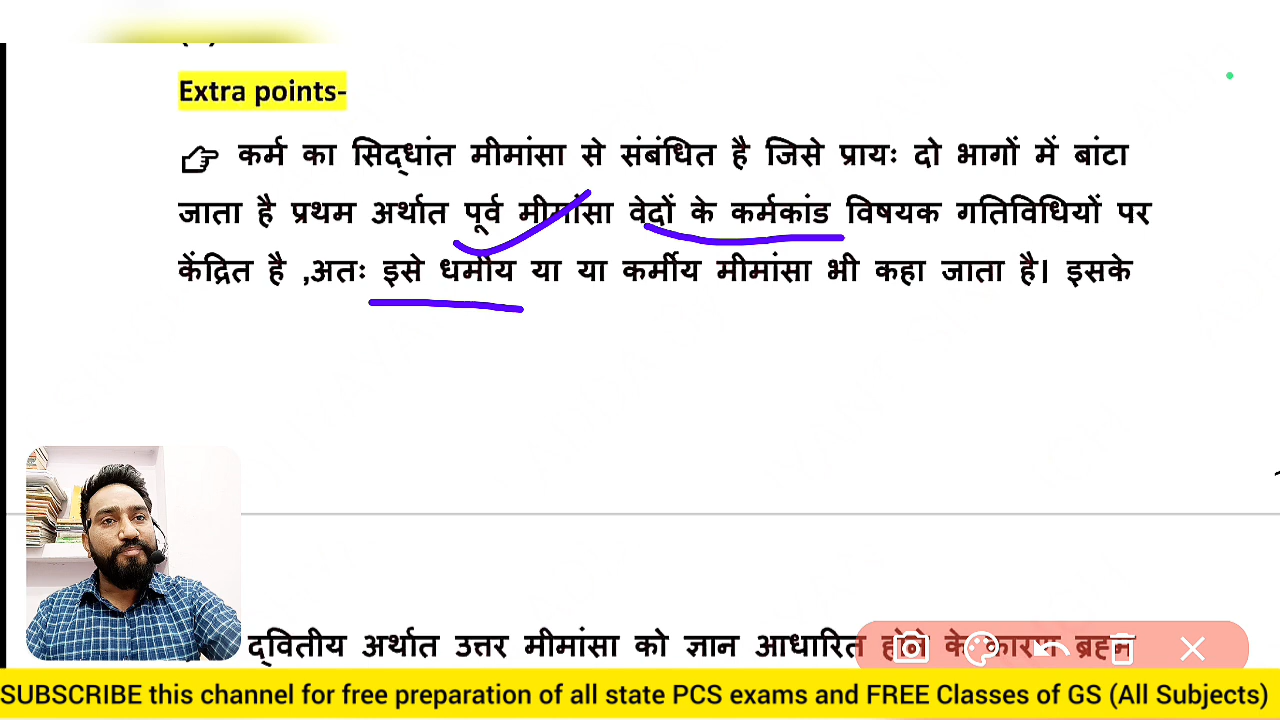 Extra points-
कर्म का सिद्धांत मीमांसा से संबंधित है जिसे प्रायः दो भागों में बांटा
जाता है प्रथम अर्थात पूर्व मीमांसा वेदों के कर्मकांड विषयक गतिविधियों पर
केंद्रित है ,अतः इसे धर्मीय या या कर्मीय मीमांसा भी कहा जाता है। इसके
द्वितीय अर्थात उत्तर मीमांसा को ज्ञान आधारित होने के कारण ब्रह्म
SUBSCRIBE this channel for free preparation of all state PCS exams and FREE Classes of GS (All Subjects)